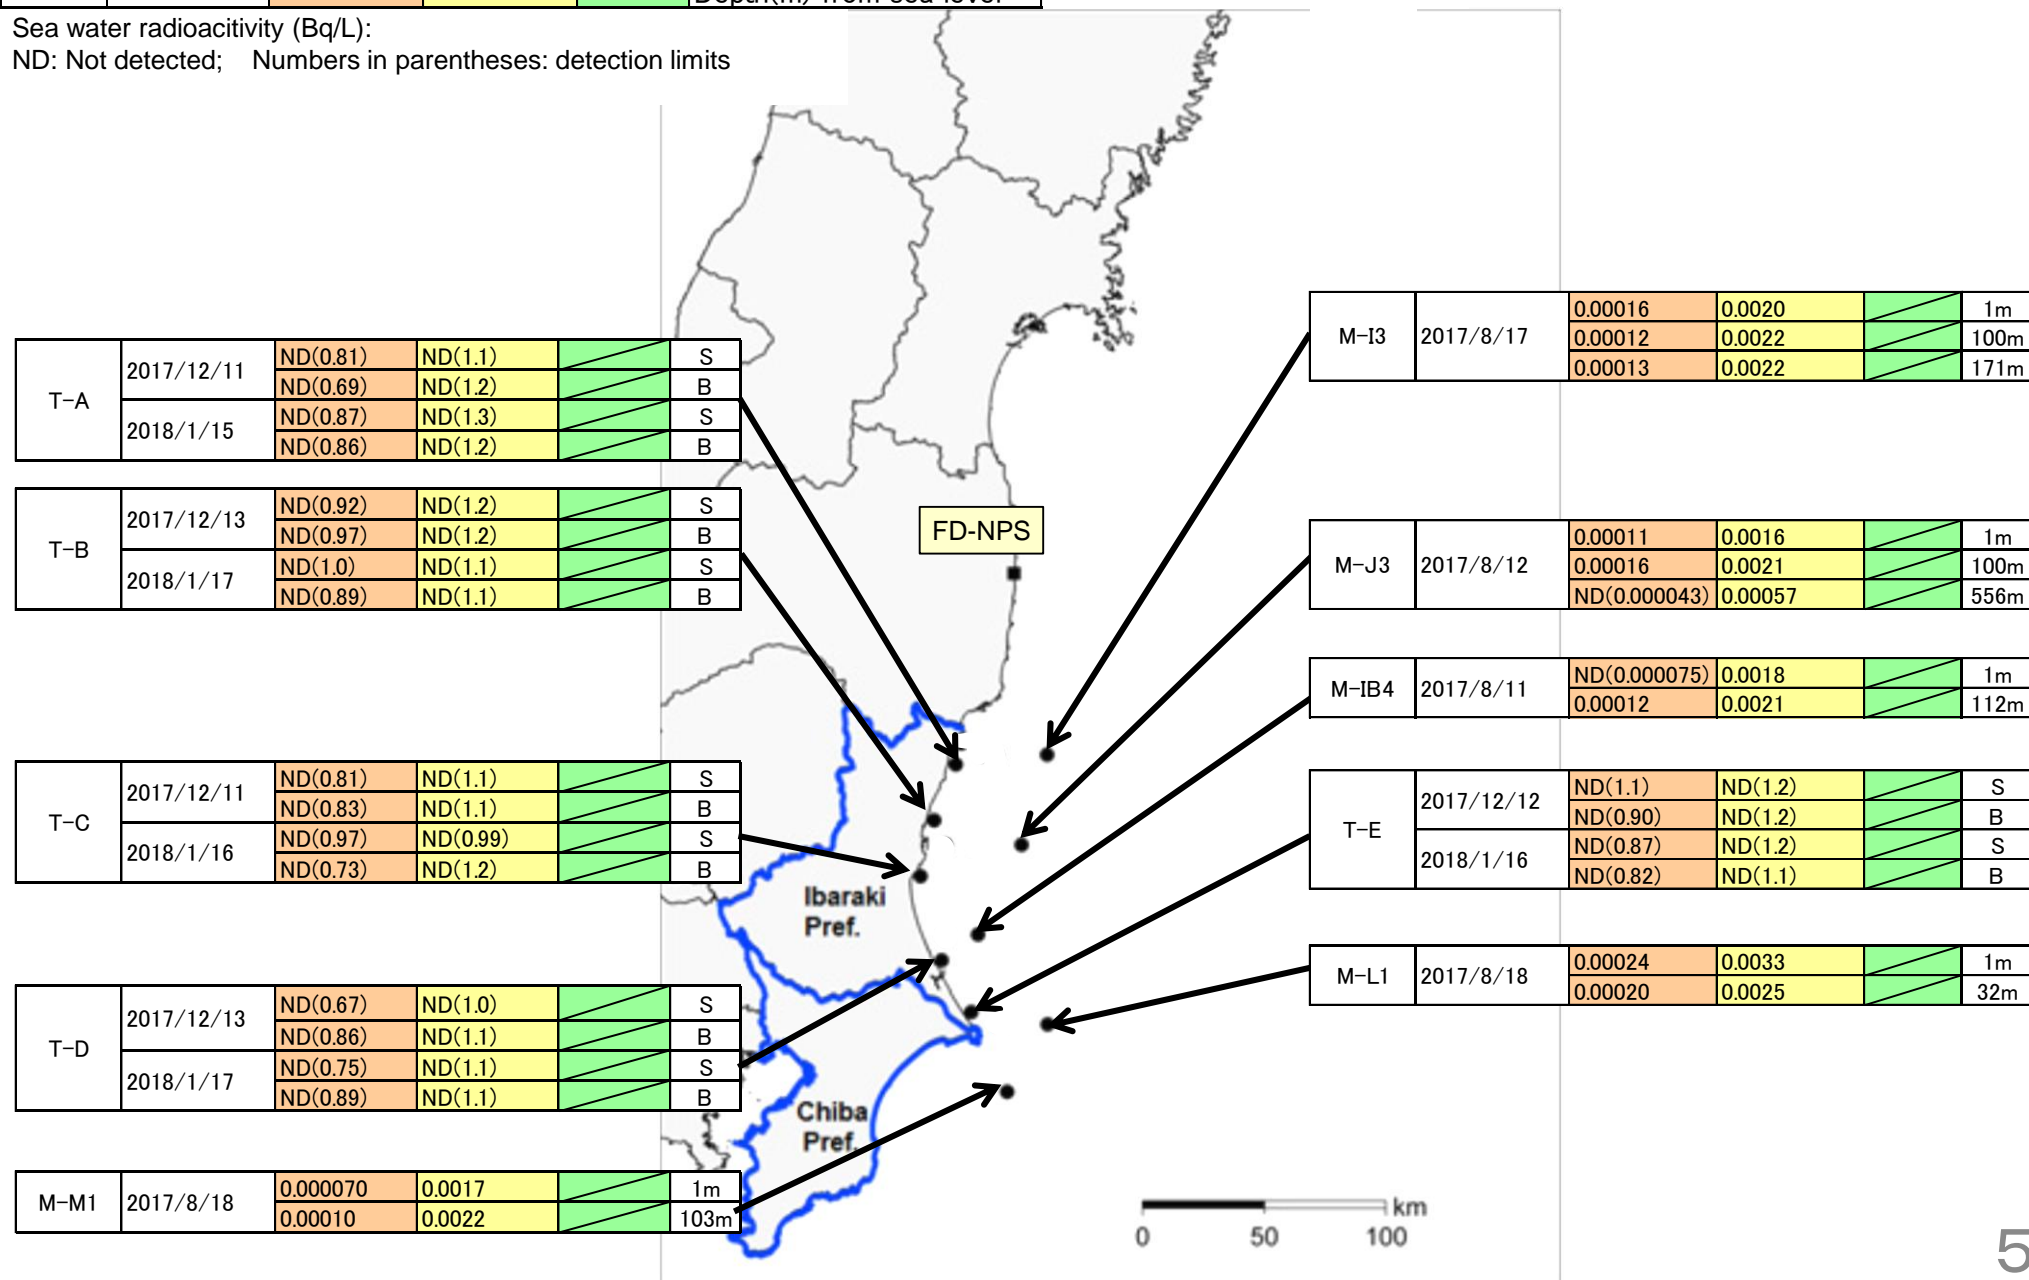 Depth(m) from sea level
Sea water radioacitivity (Bq/L):
ND: Not detected; Numbers in parentheses: detection limits
T-A
2017/12/11 ND(0.81) ND(1.1) S
ND(0.69) ND(1.2) B
2018/1/15 ND(0.87) ND(1.3) S
ND(0.86) ND(1.2) B
T-B
2017/12/13 ND(0.92) ND(1.2) S
ND(0.97) ND(1.2) B
2018/1/17 ND(1.0) ND(1.1) S
ND(0.89) ND(1.1) B
T-C
2017/12/11 ND(0.81) ND(1.1) S
ND(0.83) ND(1.1) B
2018/1/16 ND(0.97) ND(0.99) S
ND(0.73) ND(1.2) B
T-D
2017/12/13 ND(0.67) ND(1.0) S
ND(0.86) ND(1.1) B
2018/1/17 ND(0.75) ND(1.1) S
ND(0.89) ND(1.1) B
M-M1 2017/8/18
0.000070 0.0017 1m
0.00010 0.0022 103m
FD-NPS
Ibaraki
Pref.
Chiba
Pref.
M-I3 2017/8/17
0.00016 0.0020 1m
0.00012 0.0022 100m
0.00013 0.0022 171m
M-J3 2017/8/12
0.00011 0.0016 1m
0.00016 0.0021 100m
ND(0.000043) 0.00057 556m
M-IB4 2017/8/11
ND(0.000075) 0.0018 1m
0.00012 0.0021 112m
T-E
2017/12/12 ND(1.1) ND(1.2) S
ND(0.90) ND(1.2) B
2018/1/16 ND(0.87) ND(1.2) S
ND(0.82) ND(1.1) B
M-L1 2017/8/18
0.00024 0.0033 1m
0.00020 0.0025 32m
km
0 50 100
5